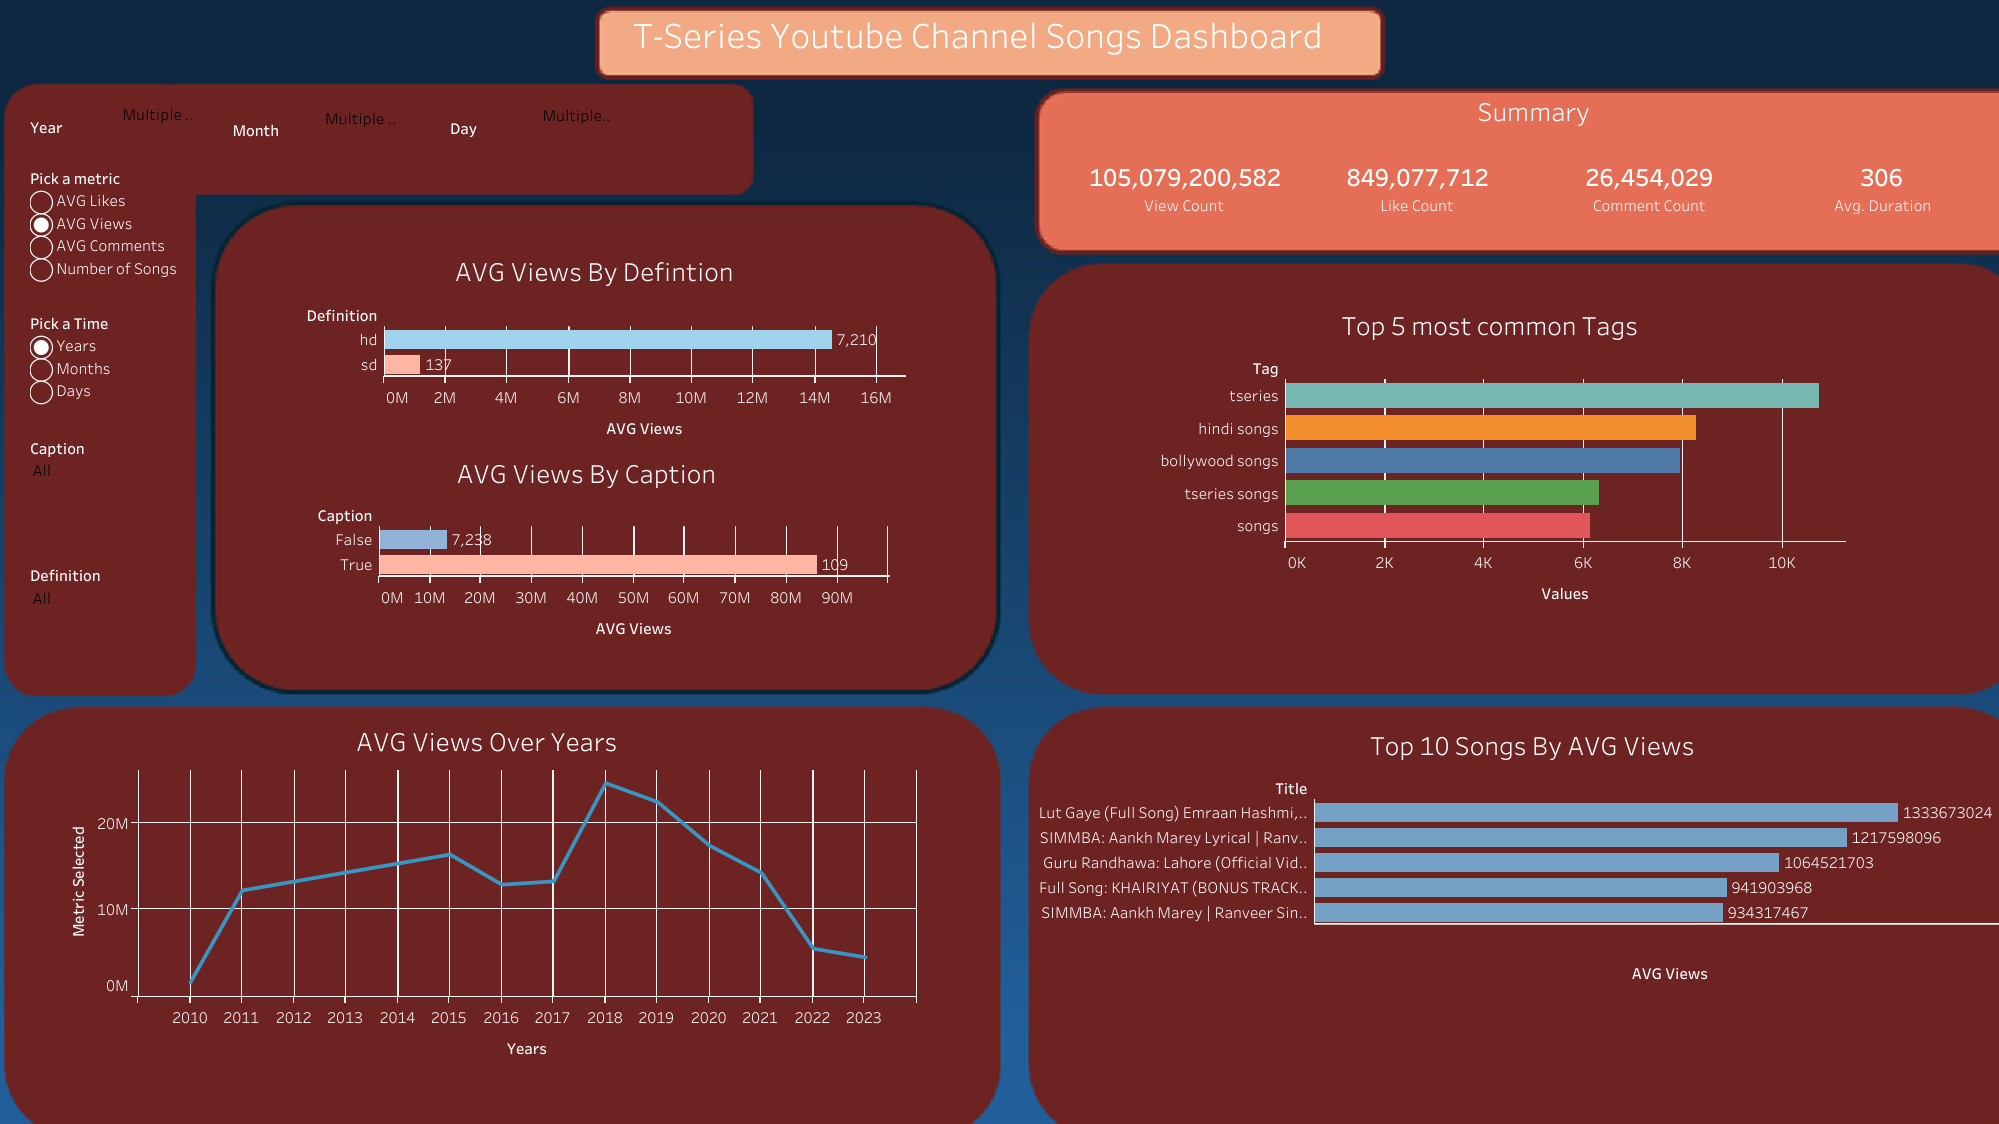 T-Series Youtube Channel Songs Dashboard
Year
Multiple ..
Month
Multiple ..
Day
Multiple..
Pick a metric
AVG Likes
AVG Views
AVG Comments
Number of Songs
Pick a Time
Years
Months
Days
Caption
All
Definition
All
Summary
105,079,200,582
View Count
849,077,712
Like Count
26,454,029
Comment Count
306
Avg. Duration
AVG Views By Defintion
Definition
hd 7,210
sd 137
0M 2M 4M 6M 8M 10M 12M 14M 16M
AVG Views
AVG Views By Caption
Caption
False 7,238
True 109
0M 10M 20M 30M 40M 50M 60M 70M 80M 90M
AVG Views
Top 5 most common Tags
Tag
tseries
hindi songs
bollywood songs
tseries songs
songs
0K 2K 4K 6K 8K 10K
Values
AVG Views Over Years
Metric Selected
20M
10M
0M
2010 2011 2012 2013 2014 2015 2016 2017 2018 2019 2020 2021 2022 2023
Years
Top 10 Songs By AVG Views
Title
Lut Gaye (Full Song) Emraan Hashmi,.. 1333673024
SIMMBA: Aankh Marey Lyrical | Ranv.. 1217598096
Guru Randhawa: Lahore (Official Vid.. 1064521703
Full Song: KHAIRIYAT (BONUS TRACK.. 941903968
SIMMBA: Aankh Marey | Ranveer Sin.. 934317467
AVG Views